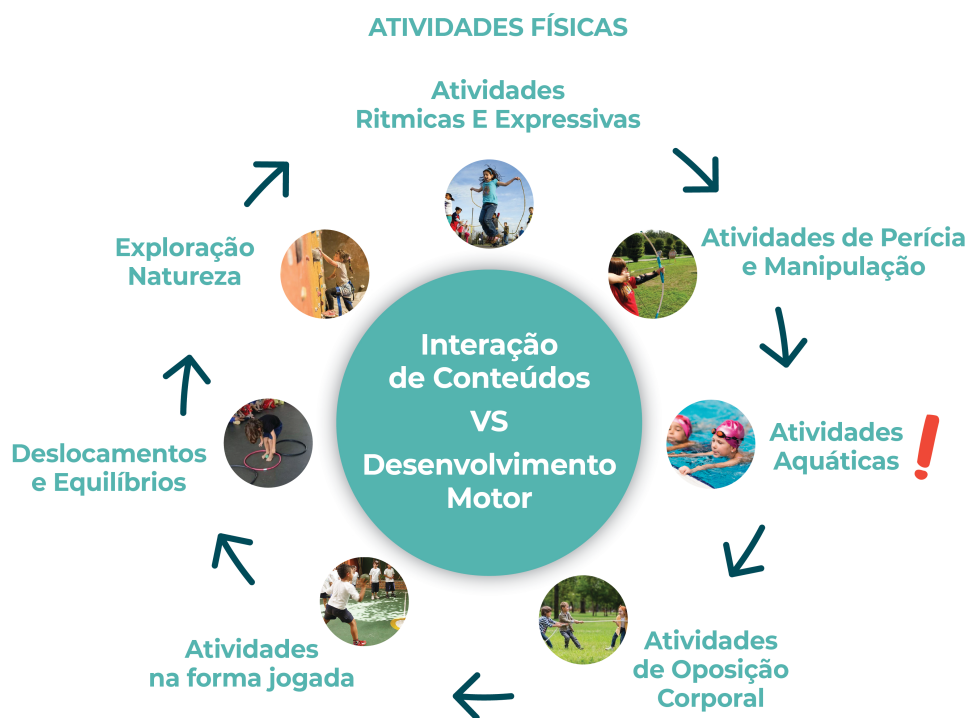 ATIVIDADES FÍSICAS
Atividades
Ritmicas E Expressivas
Atividades de Perícia
e Manipulação
Atividades
Aquáticas
!
Atividades
de Oposição
Corporal
Atividades
na forma jogada
Deslocamentos
e Equilíbrios
Exploração
Natureza
Interação
de Conteúdos
VS
Desenvolvimento
Motor